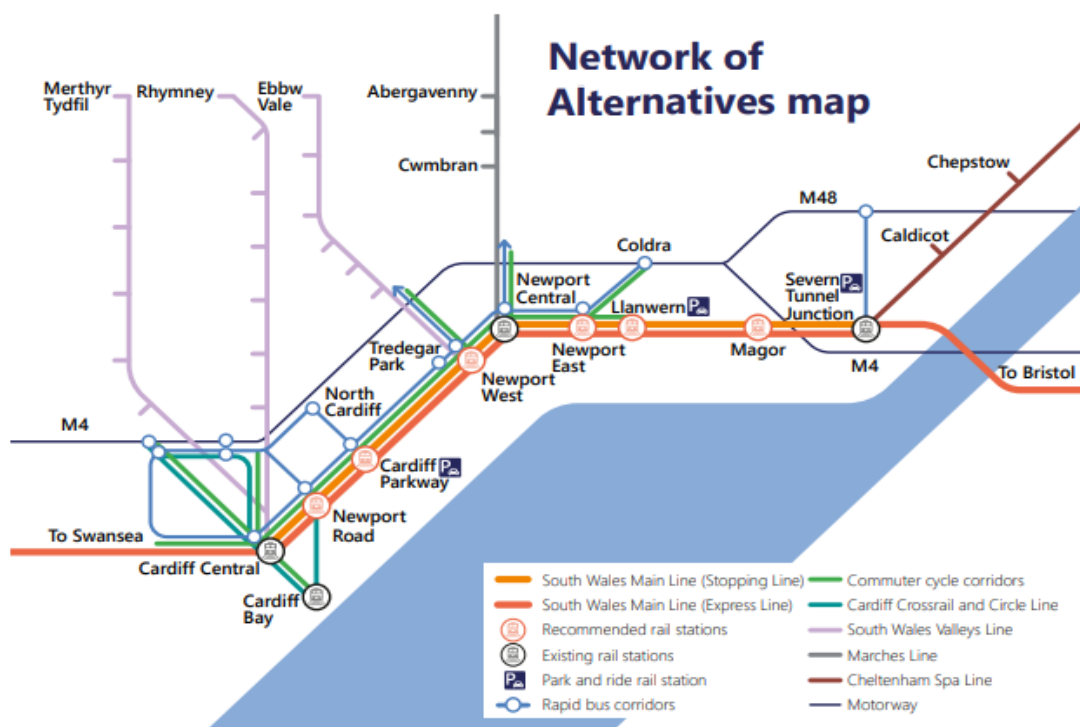 Network of
Alternatives map
Merthyr
Tydfil
Rhymney
Ebbw
Vale
Abergavenny
Cwmbran
Chepstow
M48
Caldicot
Coldra
Newport
Central
Severn
Tunnel
Junction
P
Llanwern
P
Tredegar
Park
Newport
West
Newport
East
Magor
M4
To Bristol
North
Cardiff
M4
Cardiff
Parkway
P
Newport
Road
To Swansea
Cardiff Central
Cardiff
Bay
South Wales Main Line (Stopping Line)
South Wales Main Line (Express Line)
Recommended rail stations
Existing rail stations
P
Park and ride rail station
Rapid bus corridors
Commuter cycle corridors
Cardiff Crossrail and Circle Line
South Wales Valleys Line
Marches Line
Cheltenham Spa Line
Motorway